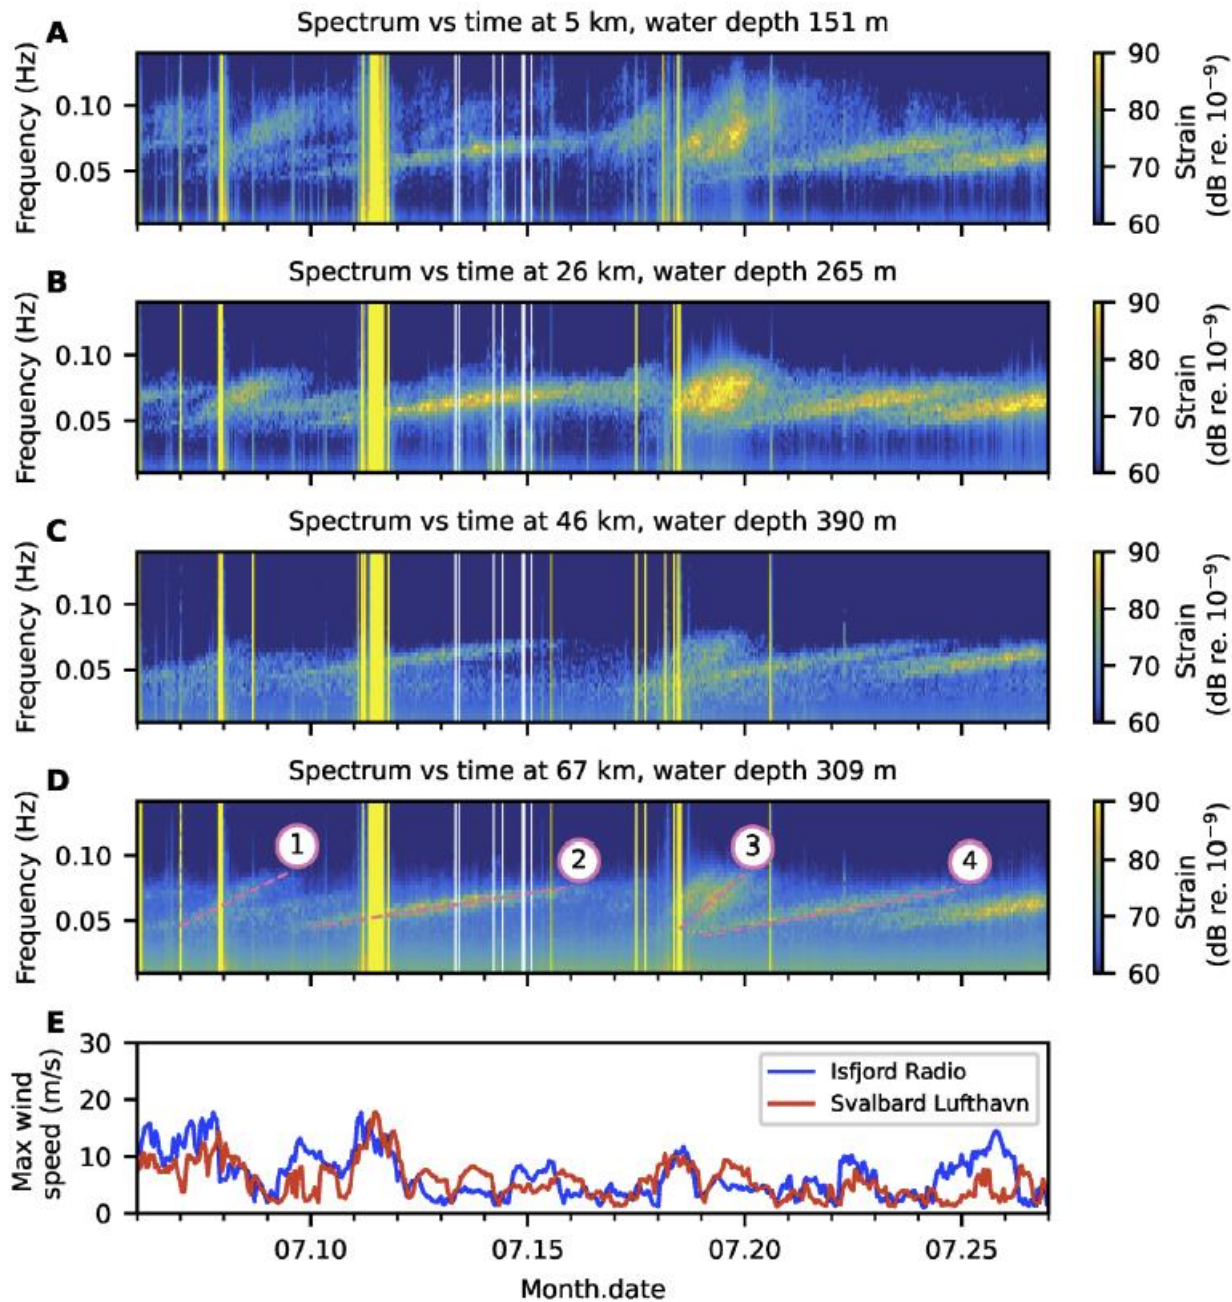 A
Spectrum vs time at 5 km, water depth 151 m
Frequency (Hz)
0.10
0.05
90
80
70
60
Strain
(dB re. 10⁻⁹)
B
Spectrum vs time at 26 km, water depth 265 m
Frequency (Hz)
0.10
0.05
90
80
70
60
Strain
(dB re. 10⁻⁹)
C
Spectrum vs time at 46 km, water depth 390 m
Frequency (Hz)
0.10
0.05
90
80
70
60
Strain
(dB re. 10⁻⁹)
D
Spectrum vs time at 67 km, water depth 309 m
Frequency (Hz)
0.10
0.05
1
2
3
4
90
80
70
60
Strain
(dB re. 10⁻⁹)
E
Max wind
speed (m/s)
30
20
10
0
Isfjord Radio
Svalbard Lufthavn
07.10
07.15
07.20
07.25
Month.date